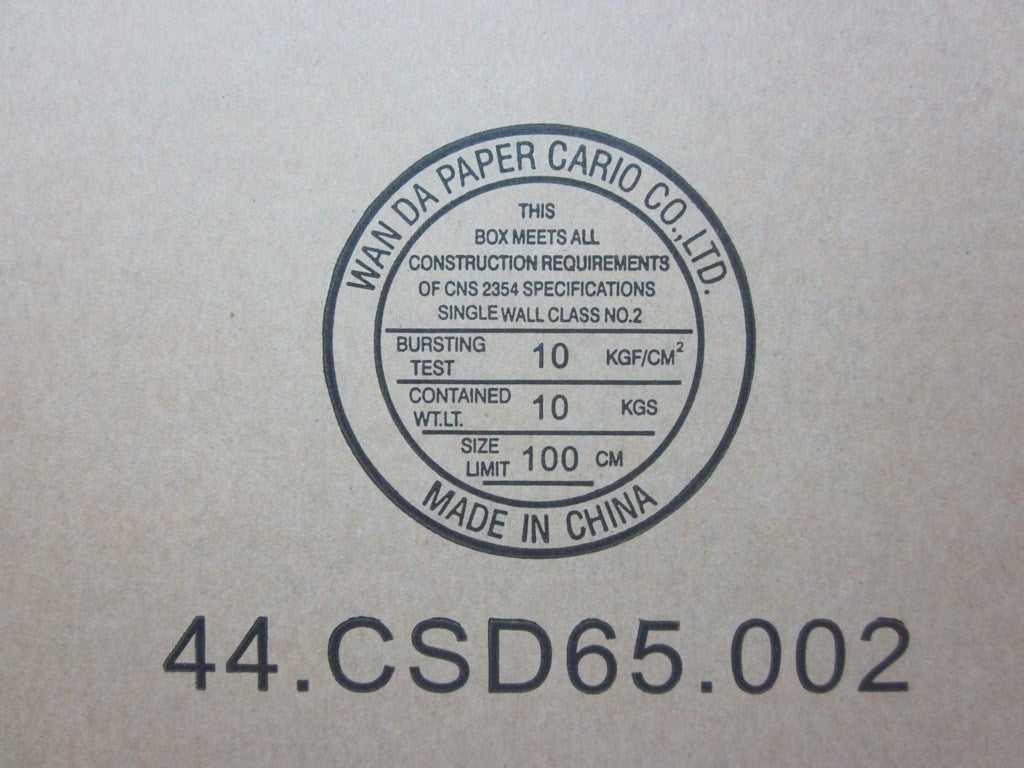 WAN DA PAPER CARIO CO.,LTD.
THIS
BOX MEETS ALL
CONSTRUCTION REQUIREMENTS
OF CNS 2354 SPECIFICATIONS
SINGLE WALL CLASS NO.2
BURSTING TEST 10 KGF/CM²
CONTAINED WT.LT. 10 KGS
SIZE LIMIT 100 CM
MADE IN CHINA
44.CSD65.002